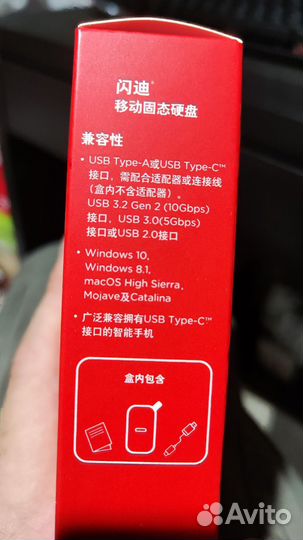 闪迪®
移动固态硬盘
兼容性
• USB Type-A或USB Type-C™
接口，需配合适配器或连接线
（盒内不含适配器）。
USB 3.2 Gen 2 (10Gbps)
接口，USB 3.0(5Gbps)
接口或USB 2.0接口
• Windows 10,
Windows 8.1,
macOS High Sierra,
Mojave及Catalina
• 广泛兼容拥有USB Type-C™
接口的智能手机
盒内包含
Avito